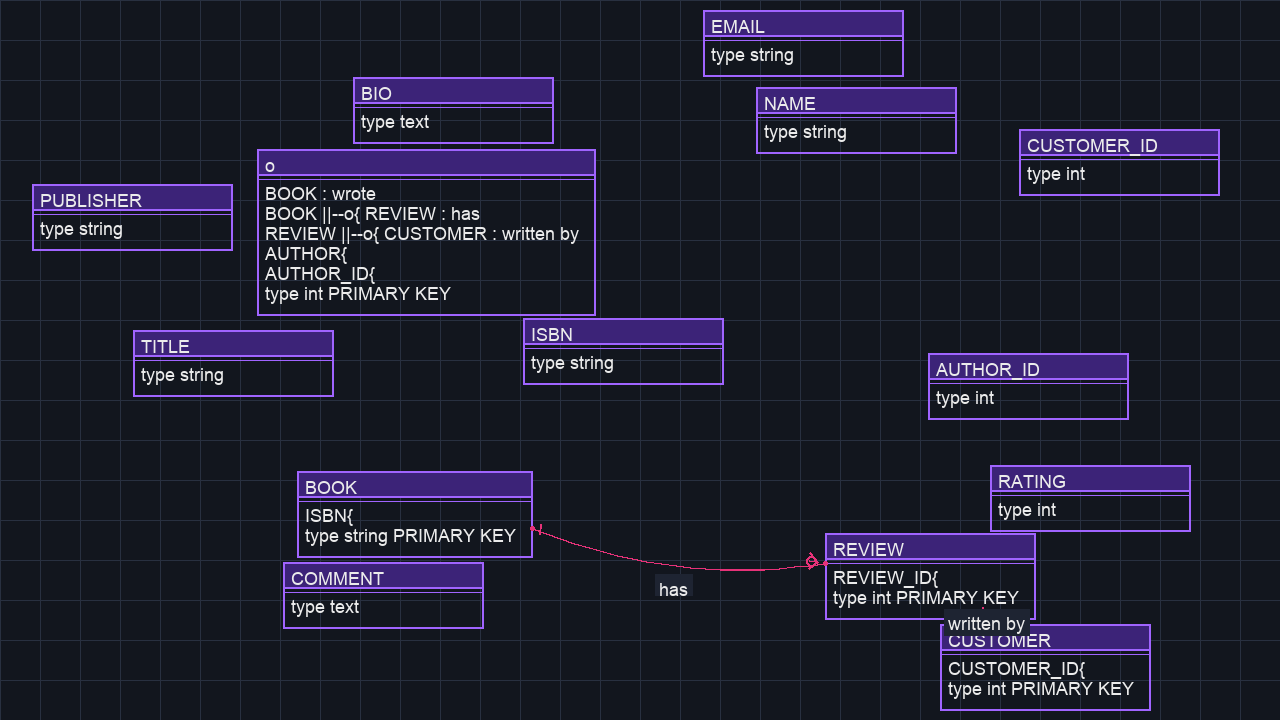 EMAIL
type string
BIO
type text
NAME
type string
CUSTOMER_ID
type int
o
BOOK : wrote
BOOK ||--o{ REVIEW : has
REVIEW ||--o{ CUSTOMER : written by
AUTHOR{
AUTHOR_ID{
type int PRIMARY KEY
PUBLISHER
type string
TITLE
type string
ISBN
type string
AUTHOR_ID
type int
BOOK
ISBN{
type string PRIMARY KEY
RATING
type int
COMMENT
type text
has
REVIEW
REVIEW_ID{
type int PRIMARY KEY
written by
CUSTOMER
CUSTOMER_ID{
type int PRIMARY KEY